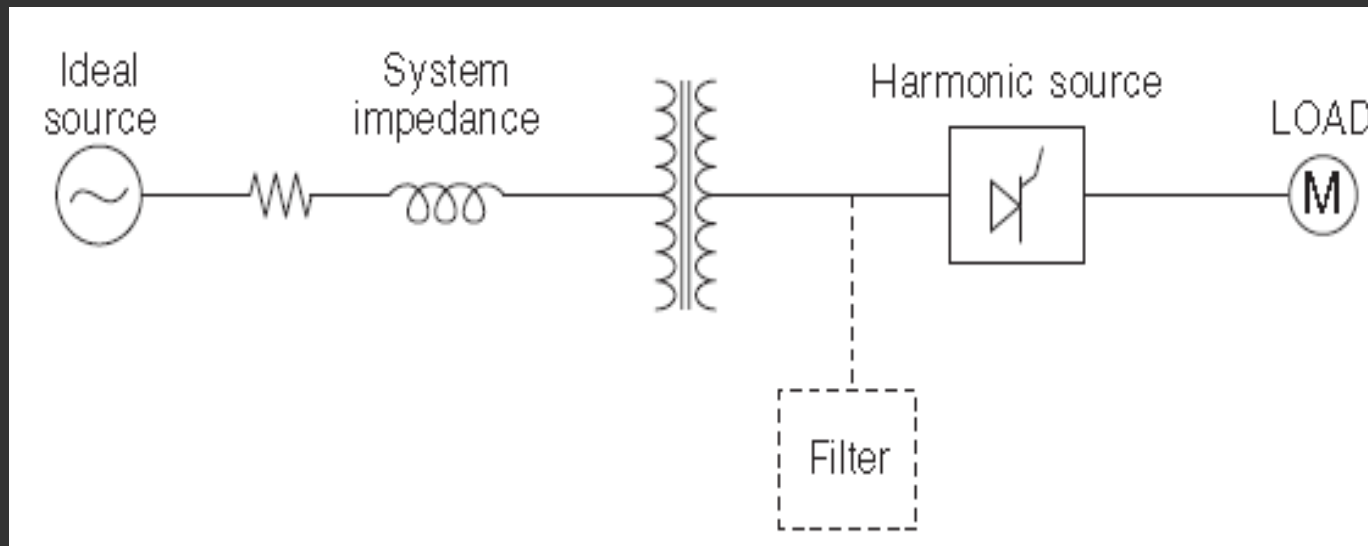 Ideal
source
System
impedance
Harmonic source
LOAD
M
Filter